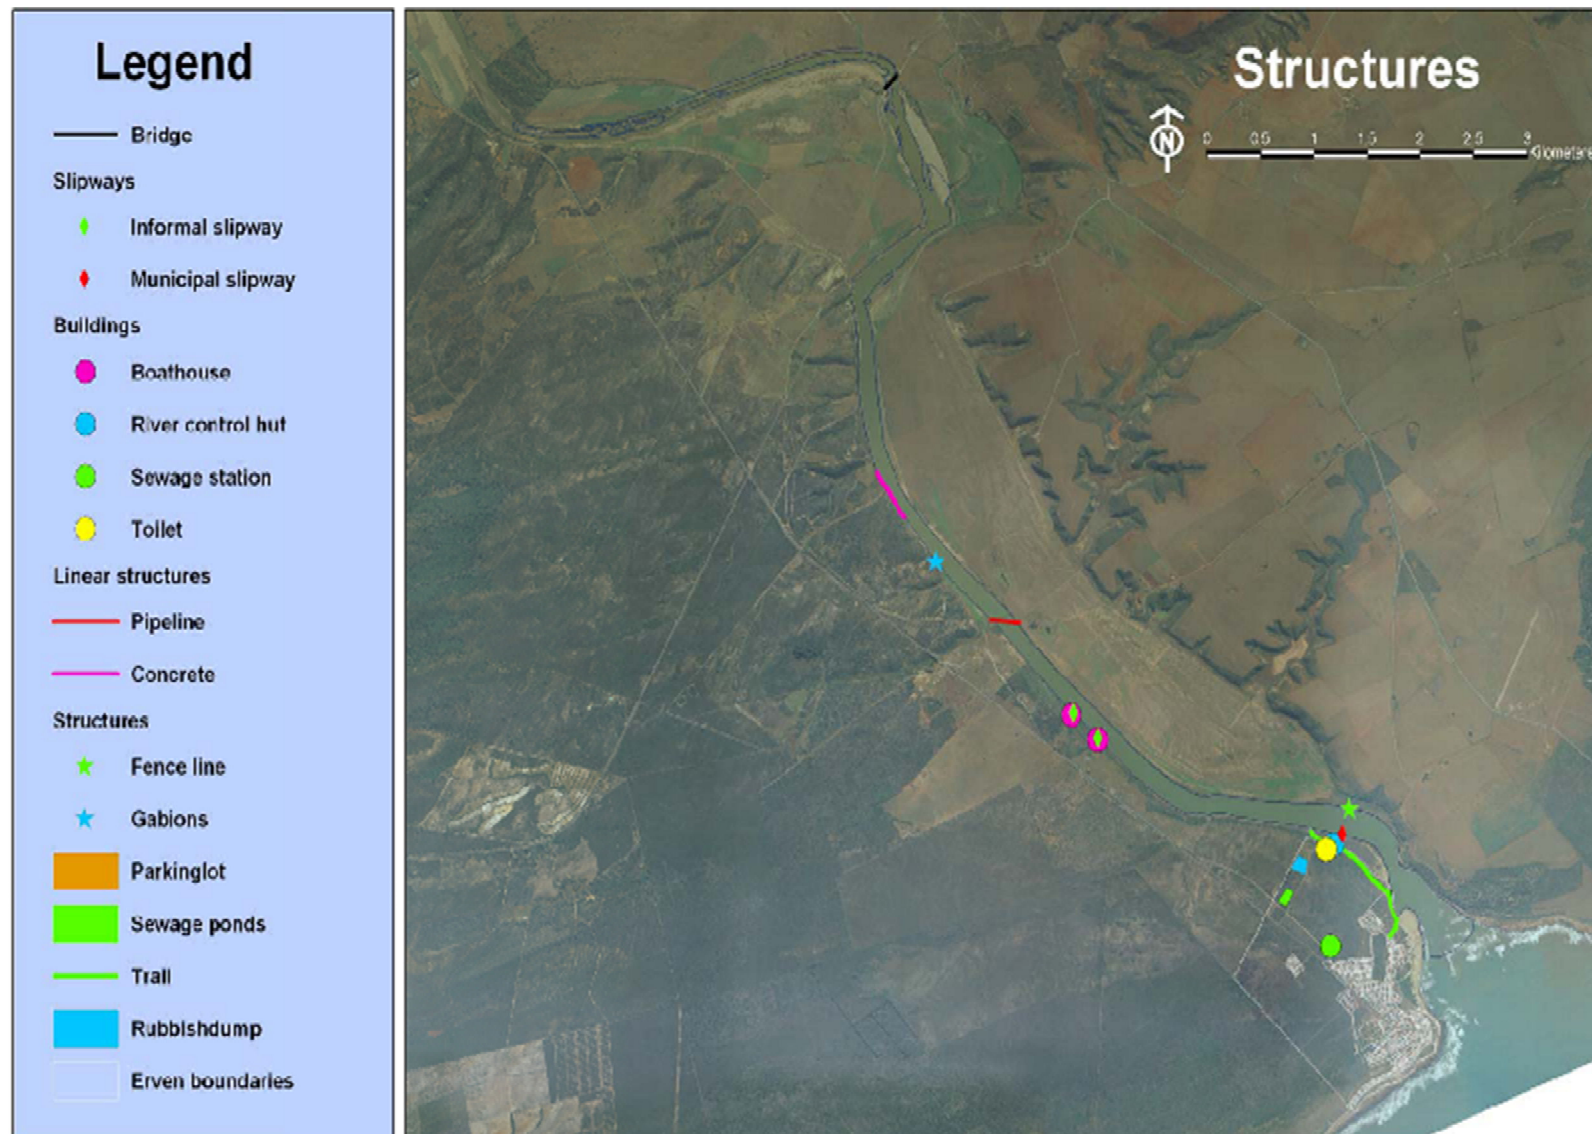 Legend
Bridge
Slipways
Informal slipway
Municipal slipway
Buildings
Boathouse
River control hut
Sewage station
Toilet
Linear structures
Pipeline
Concrete
Structures
Fence line
Gabions
Parkinglot
Sewage ponds
Trail
Rubbishdump
Erven boundaries
Structures
N
0 0.5 1 1.5 2 2.5 3
Kilometers